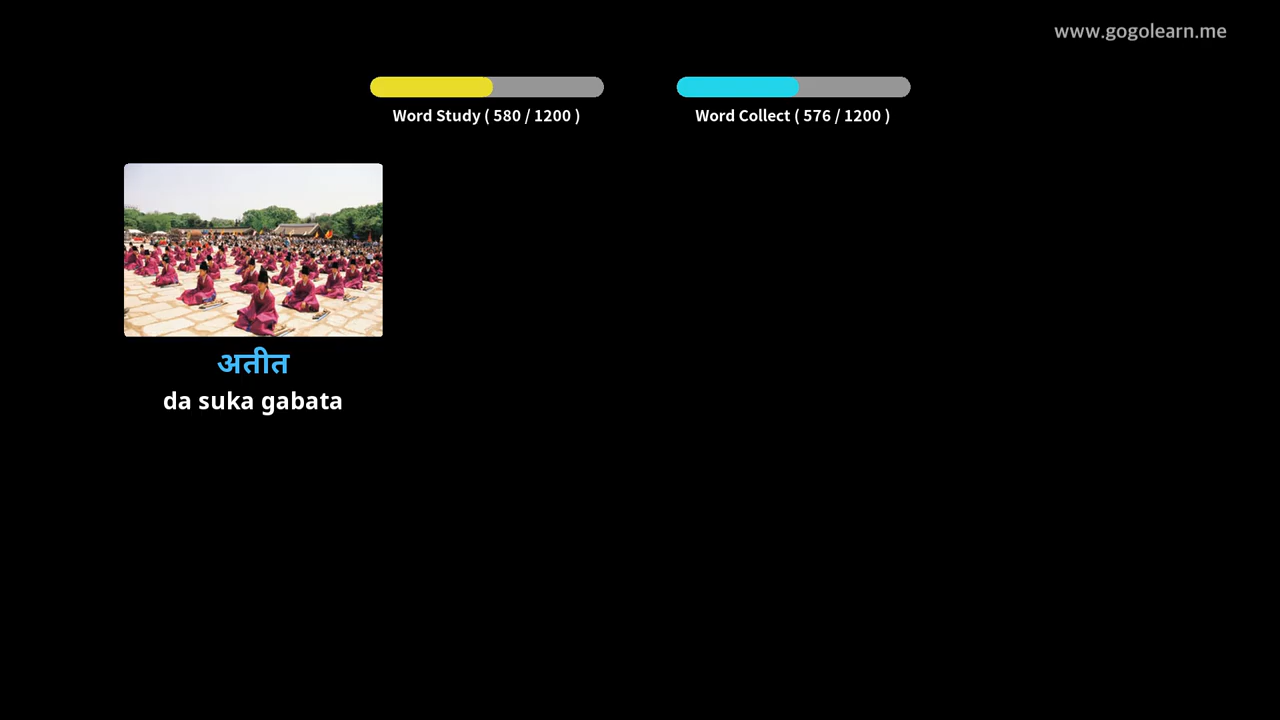 www.gogolearn.me
Word Study ( 580 / 1200 )
Word Collect ( 576 / 1200 )
अतीत
da suka gabata